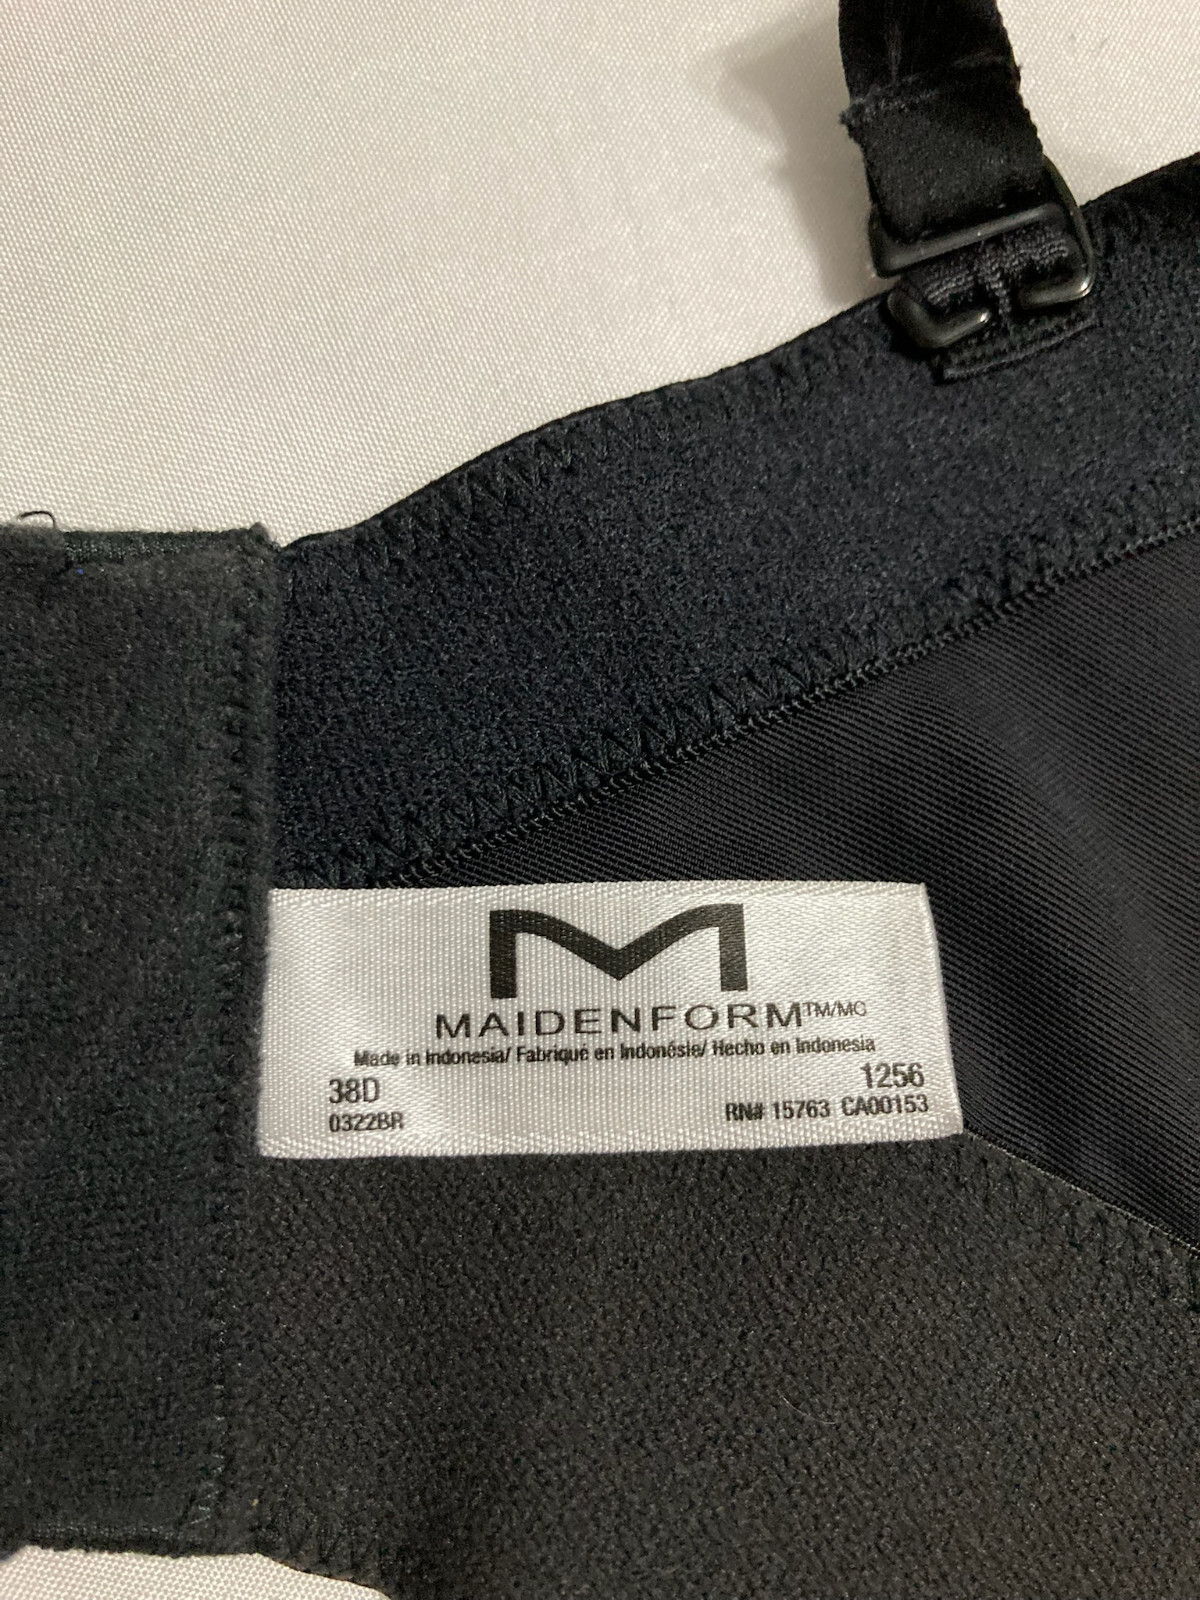 M
MAIDENFORM™/MC
Made in Indonesia/ Fabriqué en Indonésie/ Hecho en Indonesia
38D 1256
0322BR RN# 15763 CA00153